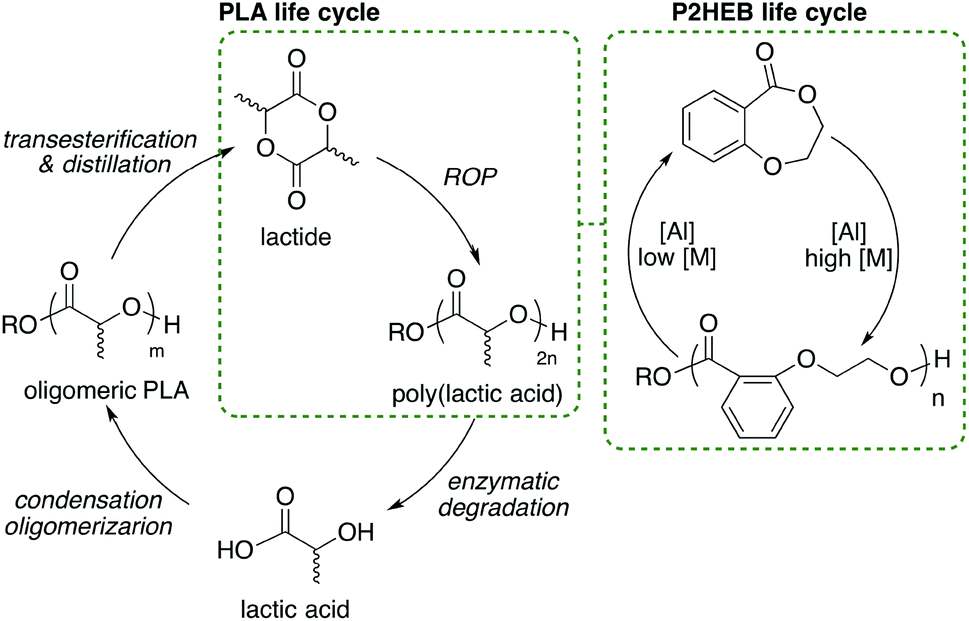 PLA life cycle
P2HEB life cycle
O
O
O
O
O
lactide
transesterification
& distillation
ROP
O
O
O
[Al]
low [M]
[Al]
high [M]
O
RO
O
H
m
oligomeric PLA
O
RO
O
H
2n
poly(lactic acid)
O
RO
O
O
H
n
condensation
oligomerizarion
enzymatic
degradation
O
HO
OH
lactic acid